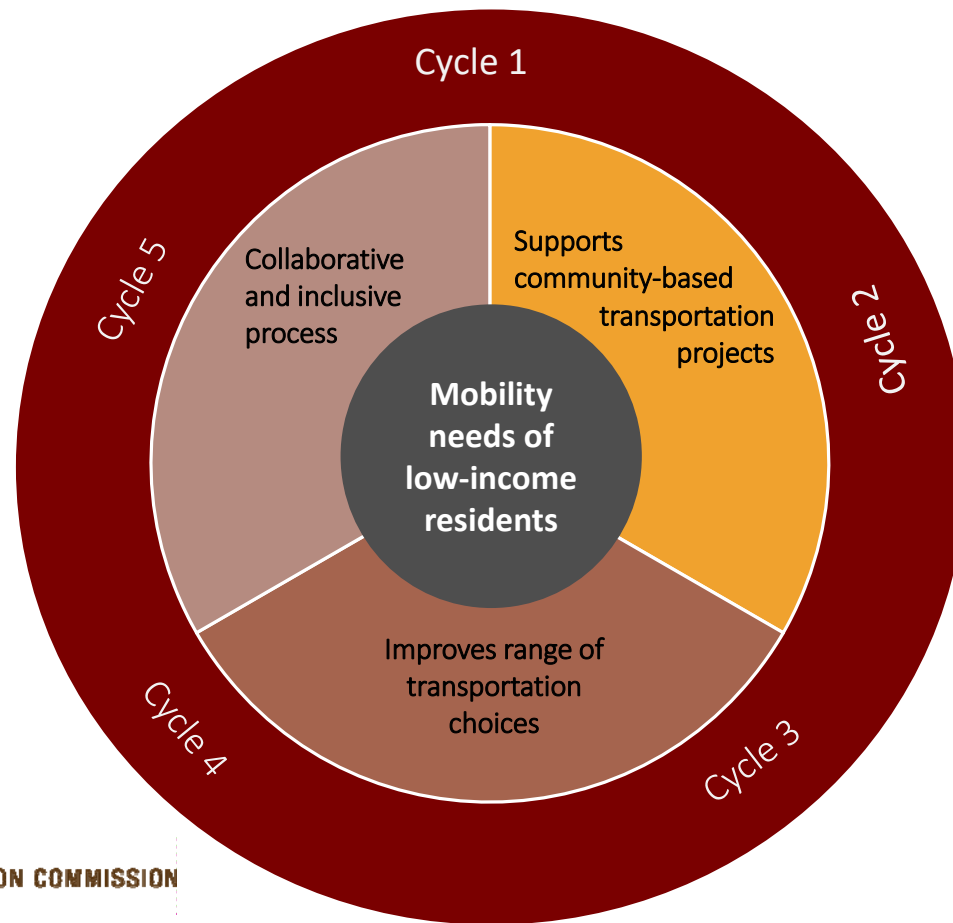 Cycle 1
Cycle 5
Cycle 2
Collaborative
and inclusive
process
Supports
community-based
transportation
projects
Mobility
needs of
low-income
residents
Improves range of
transportation
choices
Cycle 4
Cycle 3
ON COMMISSION